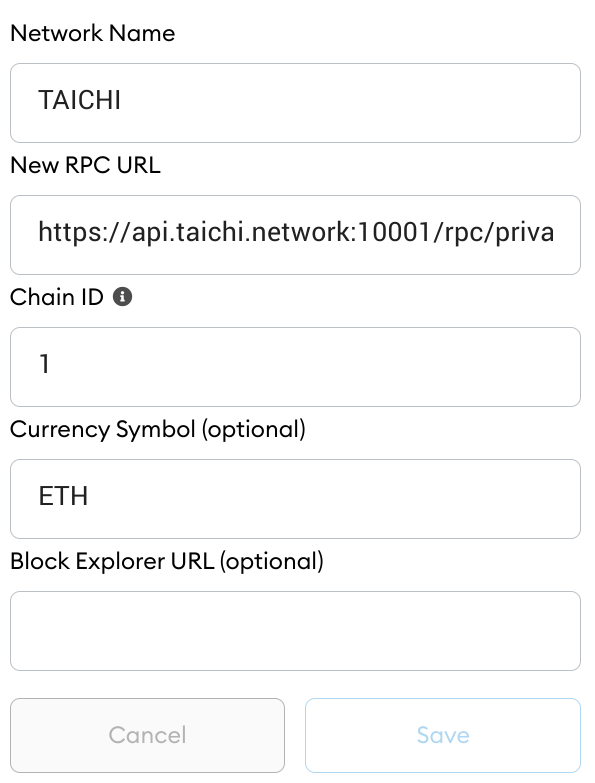 Network Name
TAICHI
New RPC URL
https://api.taichi.network:10001/rpc/priva
Chain ID
1
Currency Symbol (optional)
ETH
Block Explorer URL (optional)
Cancel
Save